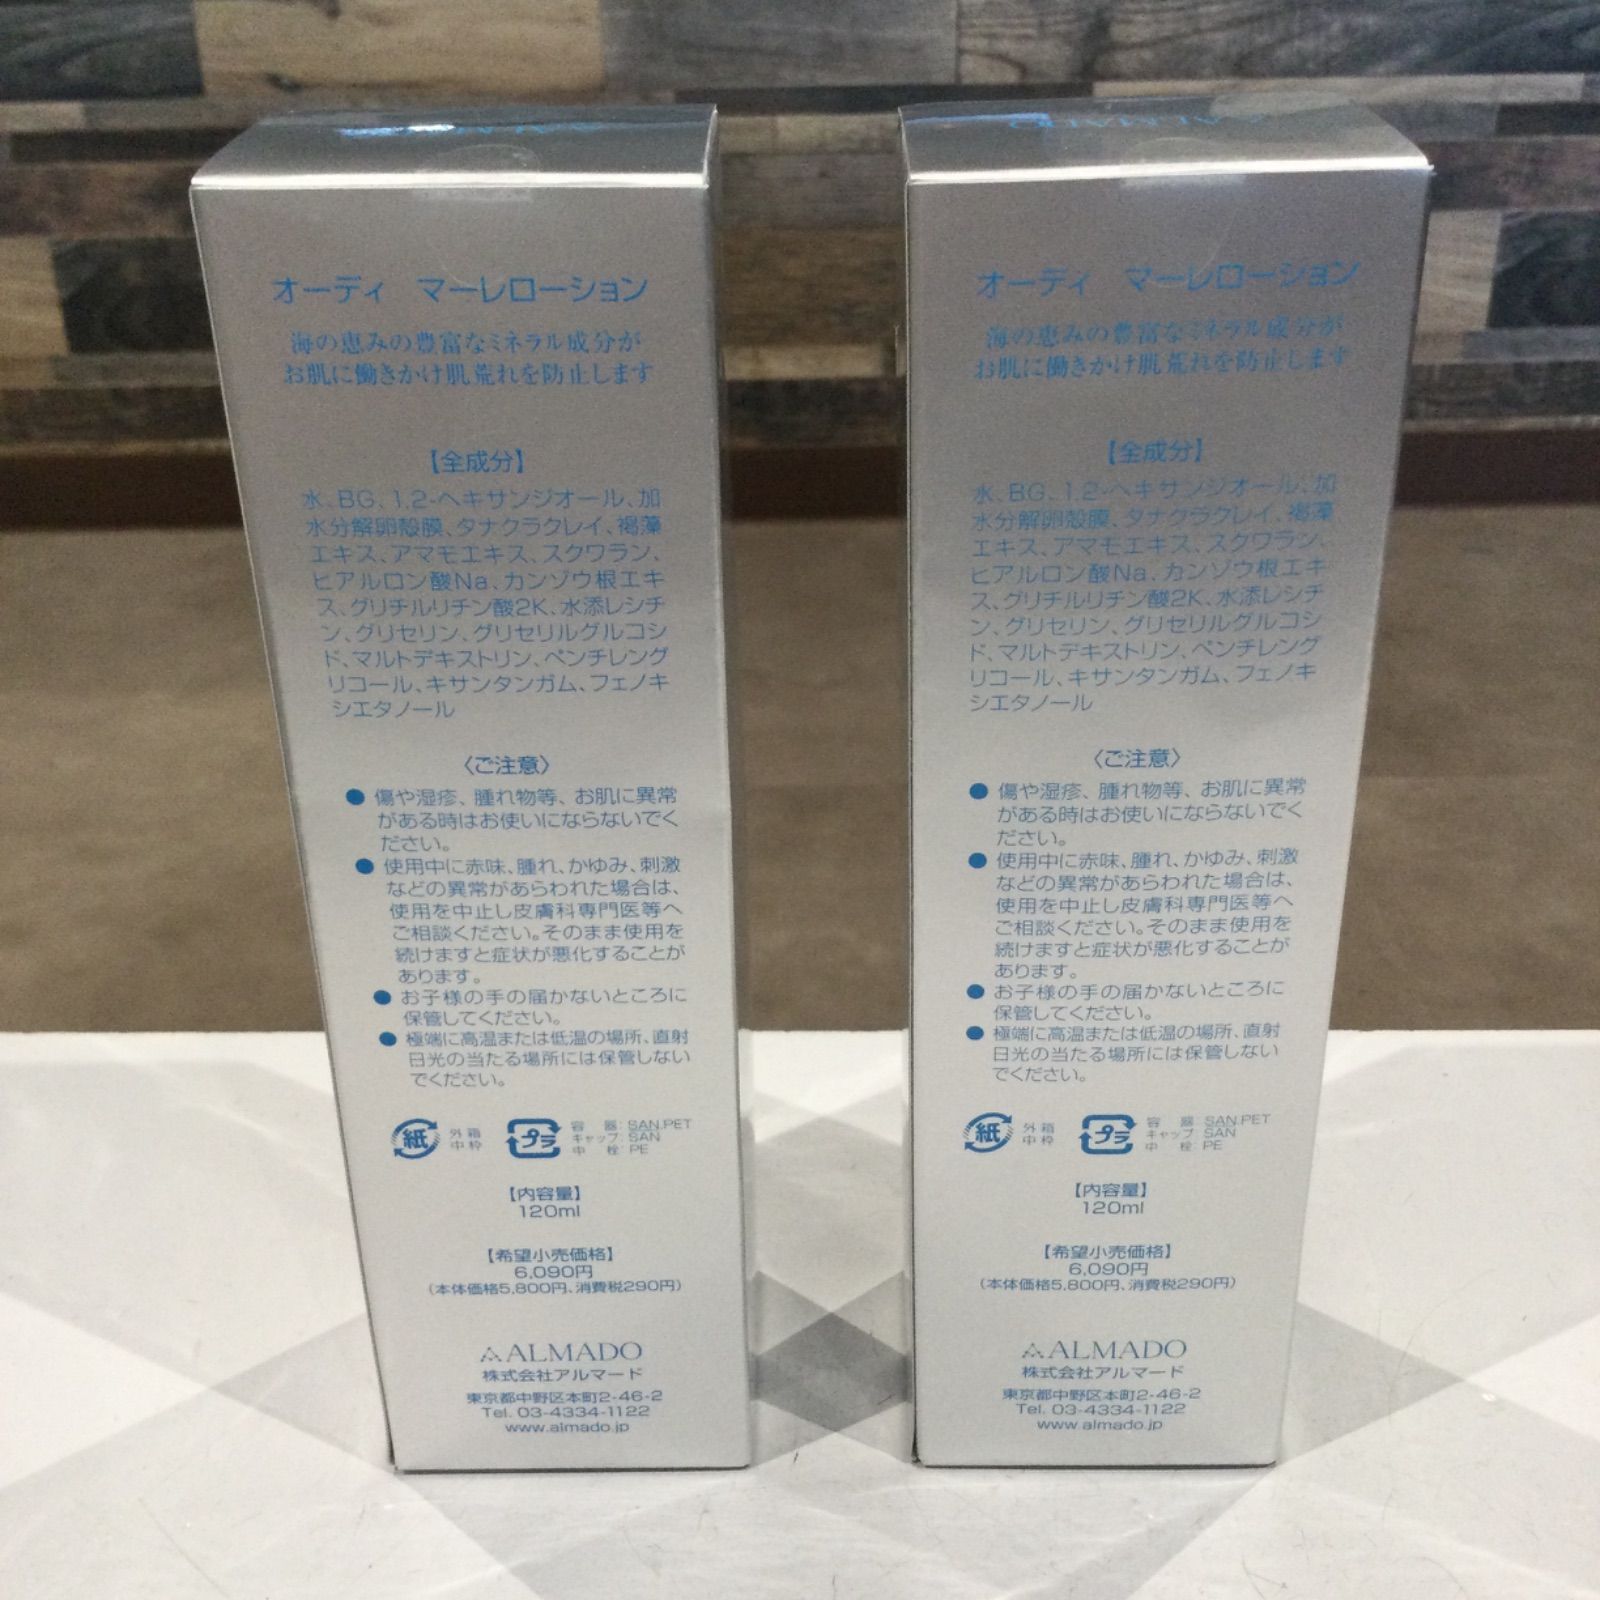 オーディ マーレローション
海の恵みの豊富なミネラル成分が
お肌に働きかけ肌荒れを防止します
【全成分】
水、BG、1,2-ヘキサンジオール、加
水分解卵殻膜、タナクラクレイ、褐藻
エキス、アマモエキス、スクワラン、
ヒアルロン酸Na、カンゾウ根エキ
ス、グリチルリチン酸2K、水添レシチ
ン、グリセリン、グリセリルグルコシ
ド、マルトデキストリン、ペンチレング
リコール、キサンタンガム、フェノキ
シエタノール
〈ご注意〉
● 傷や湿疹、腫れ物等、お肌に異常
がある時はお使いにならないでく
ださい。
● 使用中に赤味、腫れ、かゆみ、刺激
などの異常があらわれた場合は、
使用を中止し皮膚科専門医等へ
ご相談ください。そのまま使用を
続けますと症状が悪化することが
あります。
● お子様の手の届かないところに
保管してください。
● 極端に高温または低温の場所、直射
日光の当たる場所には保管しない
でください。
紙 外箱
中枠
プラ 容 器: SAN.PET
キャップ: SAN
中 栓: PE
【内容量】
120ml
【希望小売価格】
6,090円
(本体価格5,800円、消費税290円)
ALMADO
株式会社アルマード
東京都中野区本町2-46-2
Tel. 03-4334-1122
www.almado.jp
ALMADO
オーディ マーレローション
海の恵みの豊富なミネラル成分が
お肌に働きかけ肌荒れを防止します
【全成分】
水、BG、1,2-ヘキサンジオール、加
水分解卵殻膜、タナクラクレイ、褐藻
エキス、アマモエキス、スクワラン、
ヒアルロン酸Na、カンゾウ根エキ
ス、グリチルリチン酸2K、水添レシチ
ン、グリセリン、グリセリルグルコシ
ド、マルトデキストリン、ペンチレング
リコール、キサンタンガム、フェノキ
シエタノール
〈ご注意〉
● 傷や湿疹、腫れ物等、お肌に異常
がある時はお使いにならないでく
ださい。
● 使用中に赤味、腫れ、かゆみ、刺激
などの異常があらわれた場合は、
使用を中止し皮膚科専門医等へ
ご相談ください。そのまま使用を
続けますと症状が悪化することが
あります。
● お子様の手の届かないところに
保管してください。
● 極端に高温または低温の場所、直射
日光の当たる場所には保管しない
でください。
紙 外箱
中枠
プラ 容 器: SAN.PET
キャップ: SAN
中 栓: PE
【内容量】
120ml
【希望小売価格】
6,090円
(本体価格5,800円、消費税290円)
ALMADO
株式会社アルマード
東京都中野区本町2-46-2
Tel. 03-4334-1122
www.almado.jp